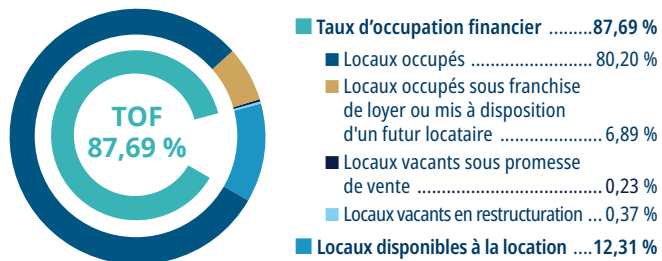 TOF
87,69 %
Taux d'occupation financier .........87,69 %
Locaux occupés ........................... 80,20 %
Locaux occupés sous franchise
de loyer ou mis à disposition
d'un futur locataire ........................ 6,89 %
Locaux vacants sous promesse
de vente ........................................ 0,23 %
Locaux vacants en restructuration ... 0,37 %
Locaux disponibles à la location ....12,31 %